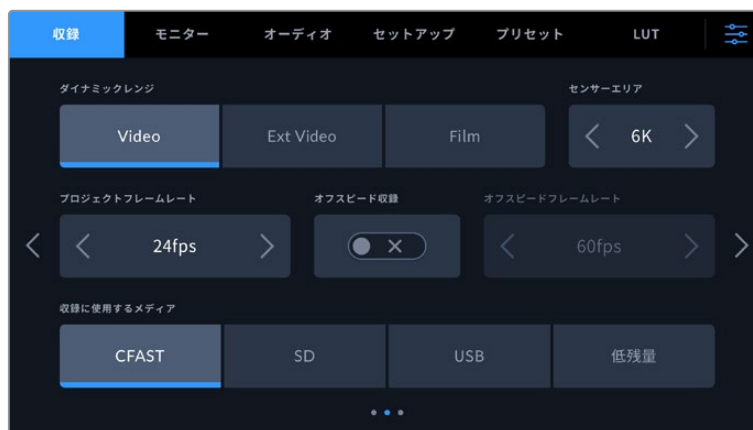 収録 モニター オーディオ セットアップ プリセット LUT
ダイナミックレンジ センサーエリア
Video Ext Video Film 6K
プロジェクトフレームレート オフスピード収録 オフスピードフレームレート
24fps 60fps
収録に使用するメディア
CFAST SD USB 低残量